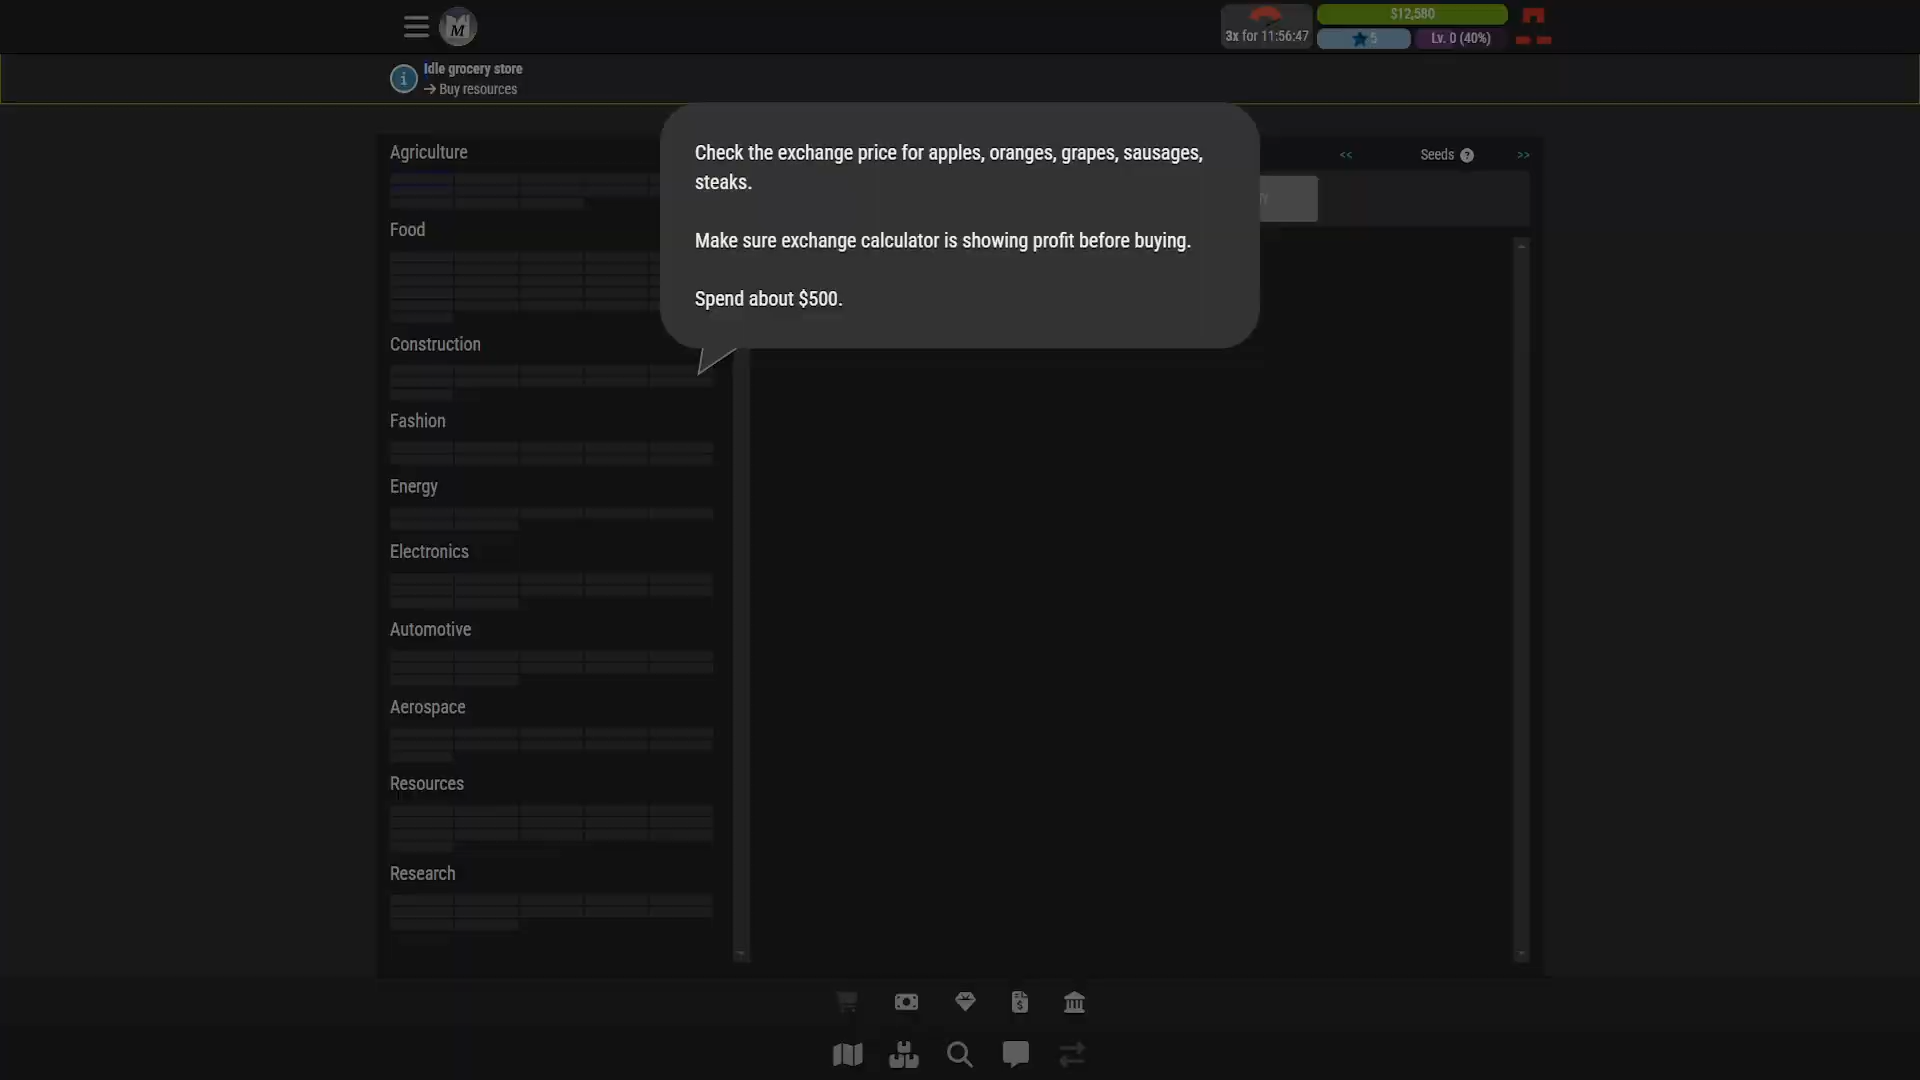 M
3x for 11:56:47
$12,580
5
Lv. 0 (40%)
Idle grocery store
→ Buy resources
Check the exchange price for apples, oranges, grapes, sausages,
steaks.
Make sure exchange calculator is showing profit before buying.
Spend about $500.
<<
Seeds ?
>>
Agriculture
Food
Construction
Fashion
Energy
Electronics
Automotive
Aerospace
Resources
Research